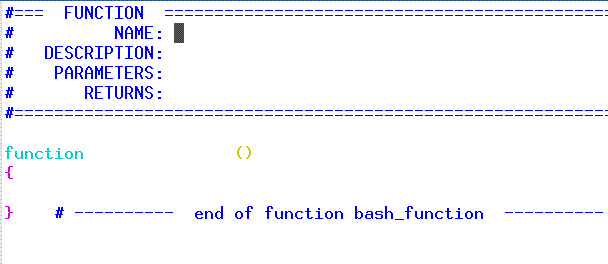 #=== FUNCTION ================================================
# NAME:
# DESCRIPTION:
# PARAMETERS:
# RETURNS:
#=============================================================
function ()
{
} # ---------- end of function bash_function ----------